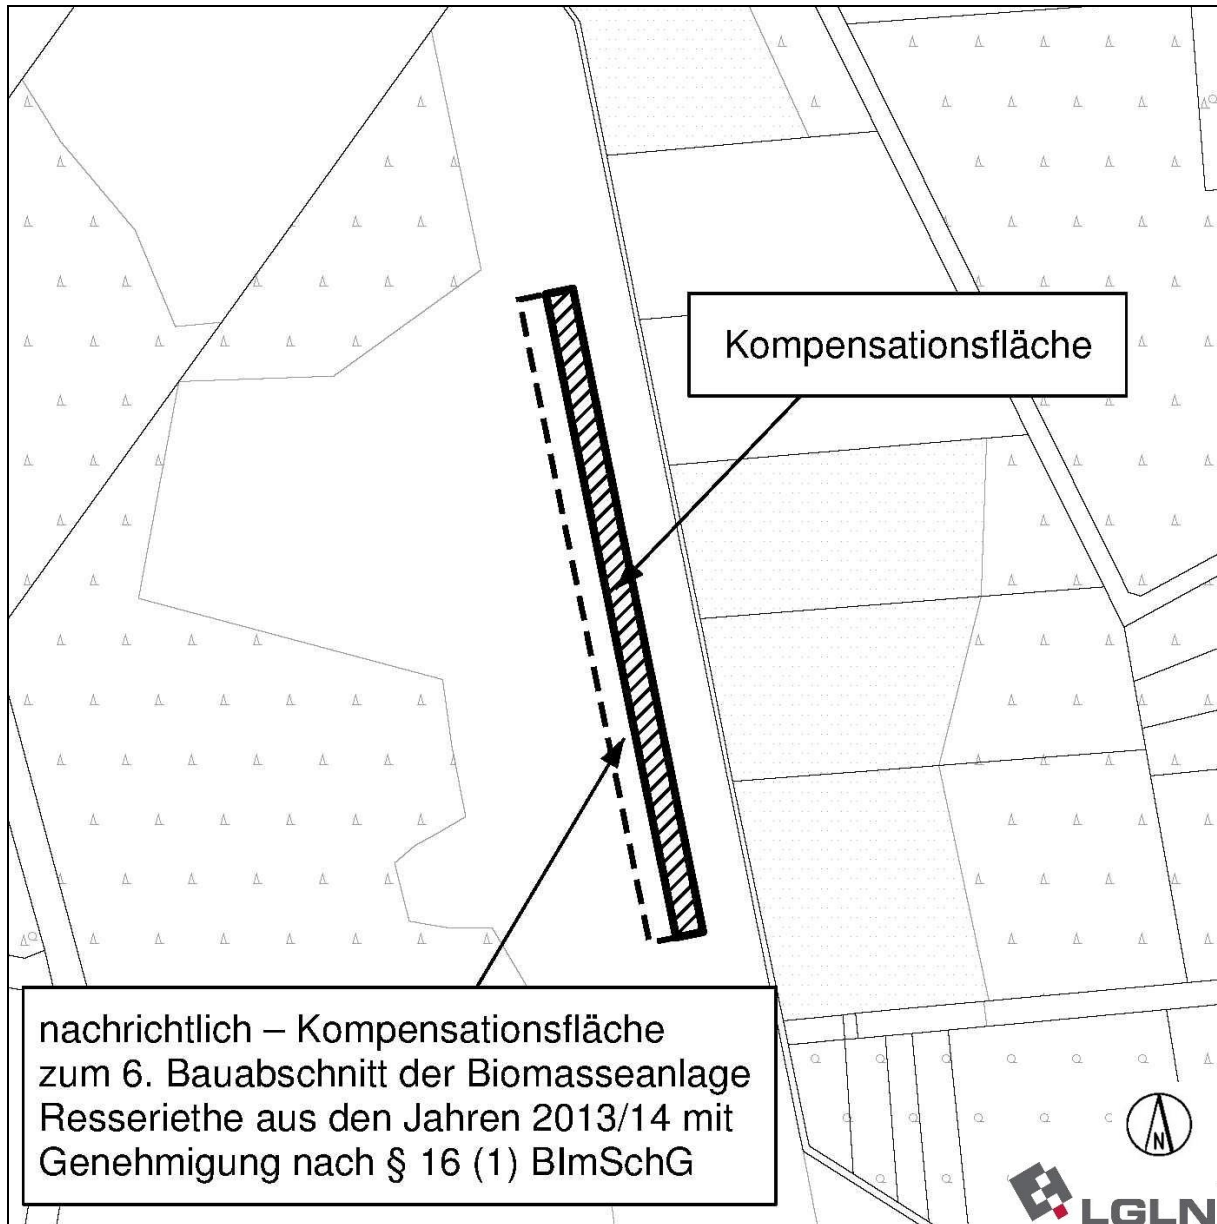 Kompensationsfläche
nachrichtlich – Kompensationsfläche
zum 6. Bauabschnitt der Biomasseanlage
Resseriethe aus den Jahren 2013/14 mit
Genehmigung nach § 16 (1) BImSchG
N
LGLN